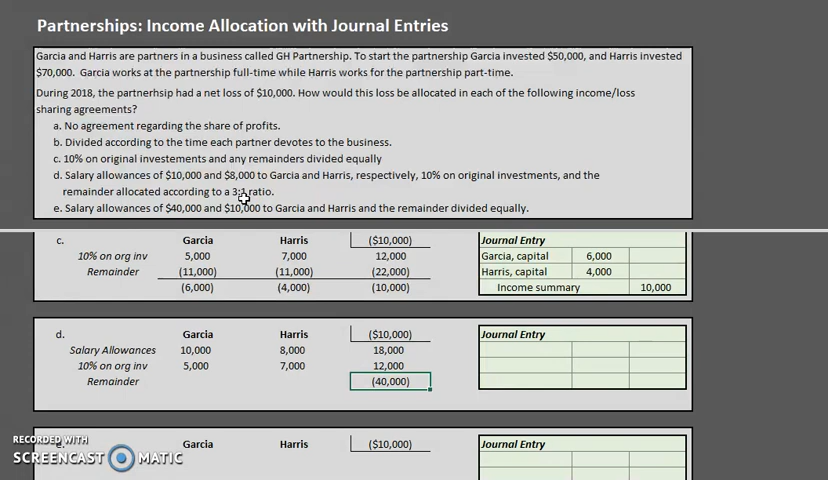 Partnerships: Income Allocation with Journal Entries
Garcia and Harris are partners in a business called GH Partnership. To start the partnership Garcia invested $50,000, and Harris invested
$70,000. Garcia works at the partnership full-time while Harris works for the partnership part-time.
During 2018, the partnerhsip had a net loss of $10,000. How would this loss be allocated in each of the following income/loss
sharing agreements?
a. No agreement regarding the share of profits.
b. Divided according to the time each partner devotes to the business.
c. 10% on original investements and any remainders divided equally
d. Salary allowances of $10,000 and $8,000 to Garcia and Harris, respectively, 10% on original investments, and the
remainder allocated according to a 3:1 ratio.
e. Salary allowances of $40,000 and $10,000 to Garcia and Harris and the remainder divided equally.
c. Garcia Harris ($10,000) Journal Entry
10% on org inv 5,000 7,000 12,000 Garcia, capital 6,000
Remainder (11,000) (11,000) (22,000) Harris, capital 4,000
(6,000) (4,000) (10,000) Income summary 10,000
d. Garcia Harris ($10,000) Journal Entry
Salary Allowances 10,000 8,000 18,000
10% on org inv 5,000 7,000 12,000
Remainder (40,000)
e. Garcia Harris ($10,000) Journal Entry
RECORDED WITH
SCREENCAST MATIC